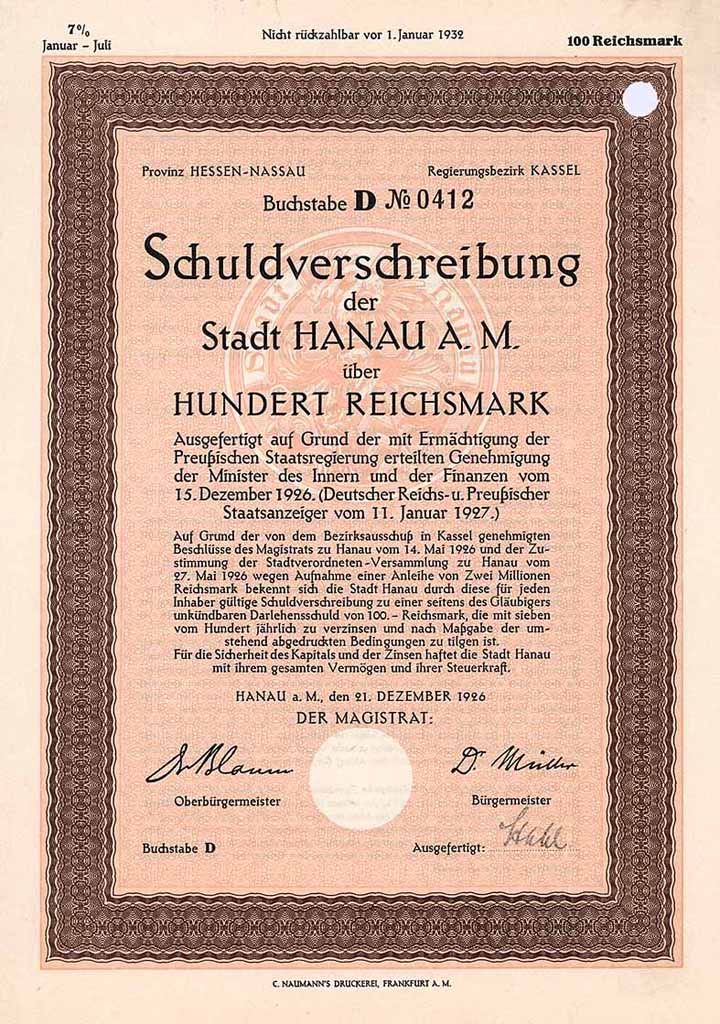 7%
Januar – Juli
Nicht rückzahlbar vor 1. Januar 1932
100 Reichsmark
Provinz HESSEN-NASSAU
Regierungsbezirk KASSEL
Buchstabe D № 0412
Schuldverschreibung
der
Stadt HANAU A. M.
über
HUNDERT REICHSMARK
Ausgefertigt auf Grund der mit Ermächtigung der
Preußischen Staatsregierung erteilten Genehmigung
der Minister des Innern und der Finanzen vom
15. Dezember 1926. (Deutscher Reichs- u. Preußischer
Staatsanzeiger vom 11. Januar 1927.)
Auf Grund der von dem Bezirksausschuß in Kassel genehmigten
Beschlüsse des Magistrats zu Hanau vom 14. Mai 1926 und der Zu-
stimmung der Stadtverordneten-Versammlung zu Hanau vom
27. Mai 1926 wegen Aufnahme einer Anleihe von Zwei Millionen
Reichsmark bekennt sich die Stadt Hanau durch diese für jeden
Inhaber gültige Schuldverschreibung zu einer seitens des Gläubigers
unkündbaren Darlehensschuld von 100.– Reichsmark, die mit sieben
vom Hundert jährlich zu verzinsen und nach Maßgabe der um-
stehend abgedruckten Bedingungen zu tilgen ist.
Für die Sicherheit des Kapitals und der Zinsen haftet die Stadt Hanau
mit ihrem gesamten Vermögen und ihrer Steuerkraft.
HANAU a. M., den 21. DEZEMBER 1926
DER MAGISTRAT:
Dr. Müller
Oberbürgermeister
Bürgermeister
Buchstabe D
Ausgefertigt:
C. NAUMANN'S DRUCKEREI, FRANKFURT A. M.